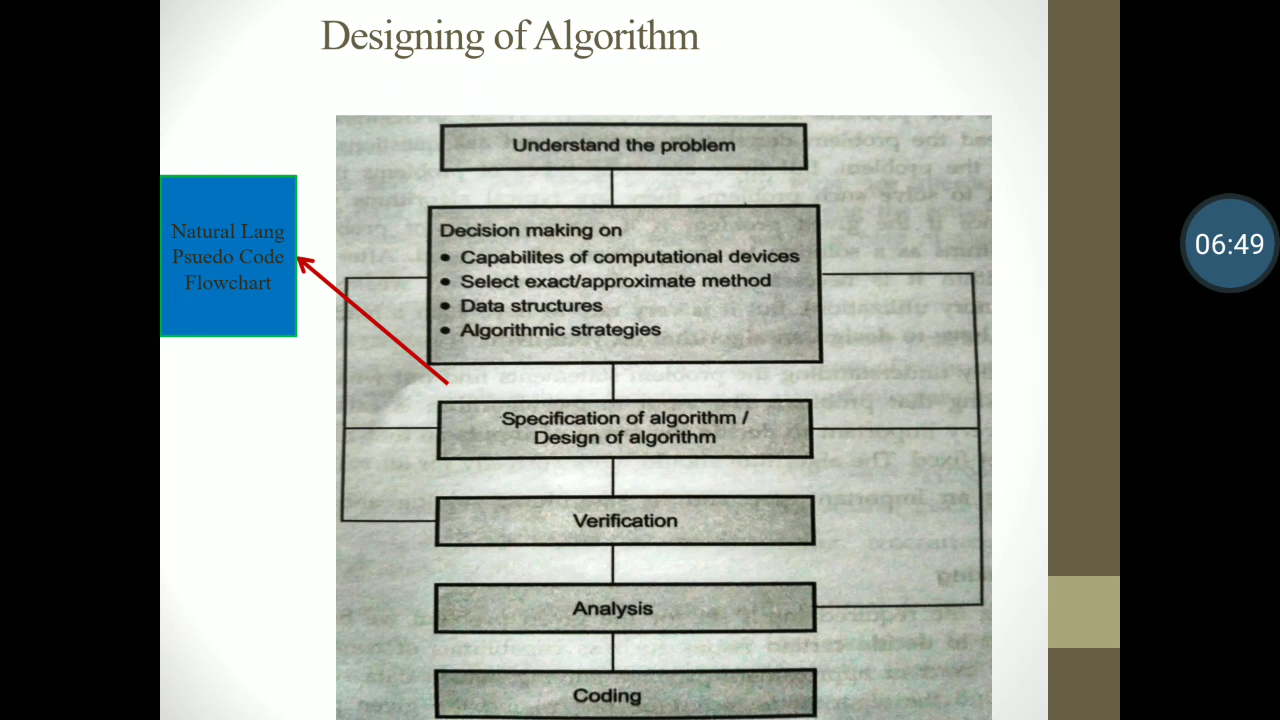 Designing of Algorithm
Understand the problem
Natural Lang
Psuedo Code
Flowchart
Decision making on
• Capabilites of computational devices
• Select exact/approximate method
• Data structures
• Algorithmic strategies
Specification of algorithm /
Design of algorithm
Verification
Analysis
Coding
06:49